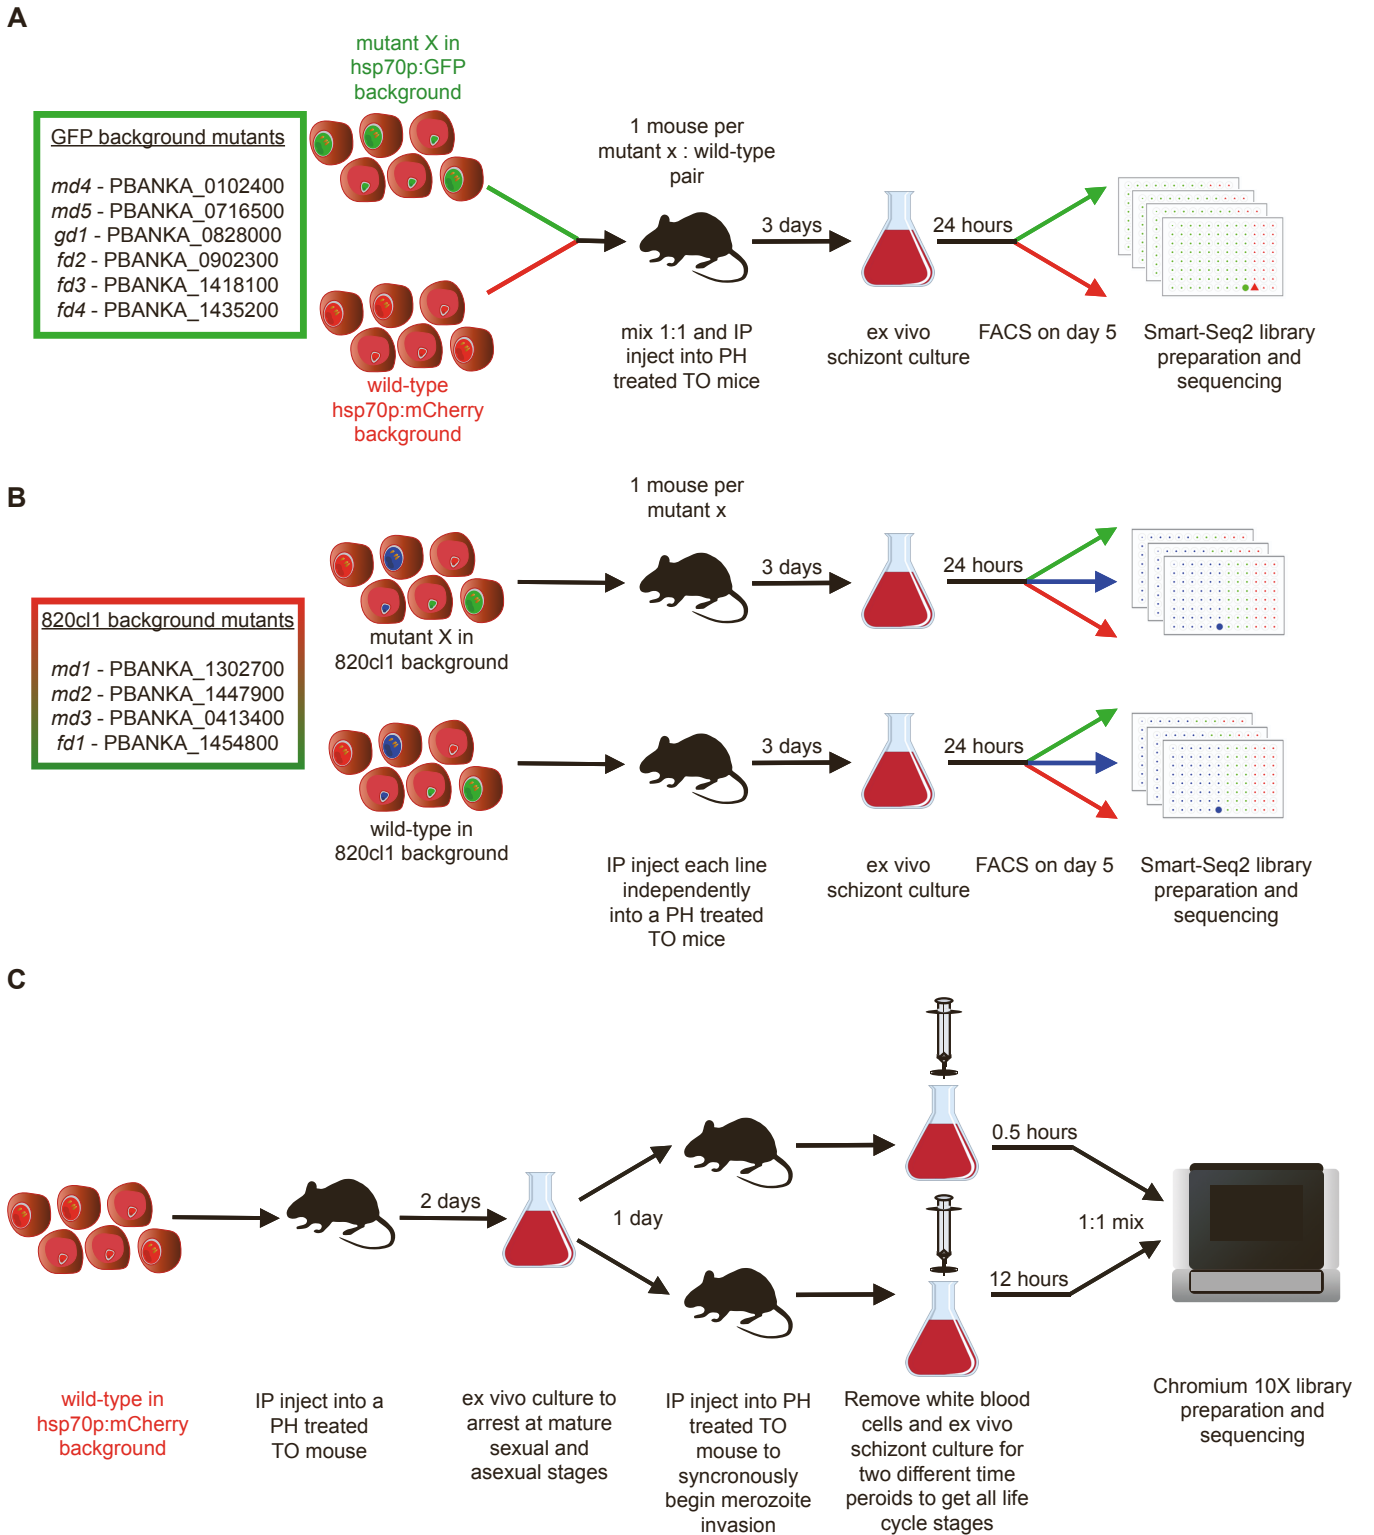 A
mutant X in
hsp70p:GFP
background
GFP background mutants
md4 - PBANKA_0102400
md5 - PBANKA_0716500
gd1 - PBANKA_0828000
fd2 - PBANKA_0902300
fd3 - PBANKA_1418100
fd4 - PBANKA_1435200
wild-type
hsp70p:mCherry
background
1 mouse per
mutant x : wild-type
pair
3 days
24 hours
mix 1:1 and IP
inject into PH
treated TO mice
ex vivo
schizont culture
FACS on day 5
Smart-Seq2 library
preparation and
sequencing
B
1 mouse per
mutant x
820cl1 background mutants
md1 - PBANKA_1302700
md2 - PBANKA_1447900
md3 - PBANKA_0413400
fd1 - PBANKA_1454800
mutant X in
820cl1 background
3 days
24 hours
wild-type in
820cl1 background
3 days
24 hours
IP inject each line
independently
into a PH treated
TO mice
ex vivo
schizont culture
FACS on day 5
Smart-Seq2 library
preparation and
sequencing
C
2 days
1 day
0.5 hours
12 hours
1:1 mix
wild-type in
hsp70p:mCherry
background
IP inject into a
PH treated
TO mouse
ex vivo culture to
arrest at mature
sexual and
asexual stages
IP inject into PH
treated TO
mouse to
syncronously
begin merozoite
invasion
Remove white blood
cells and ex vivo
schizont culture for
two different time
peroids to get all life
cycle stages
Chromium 10X library
preparation and
sequencing